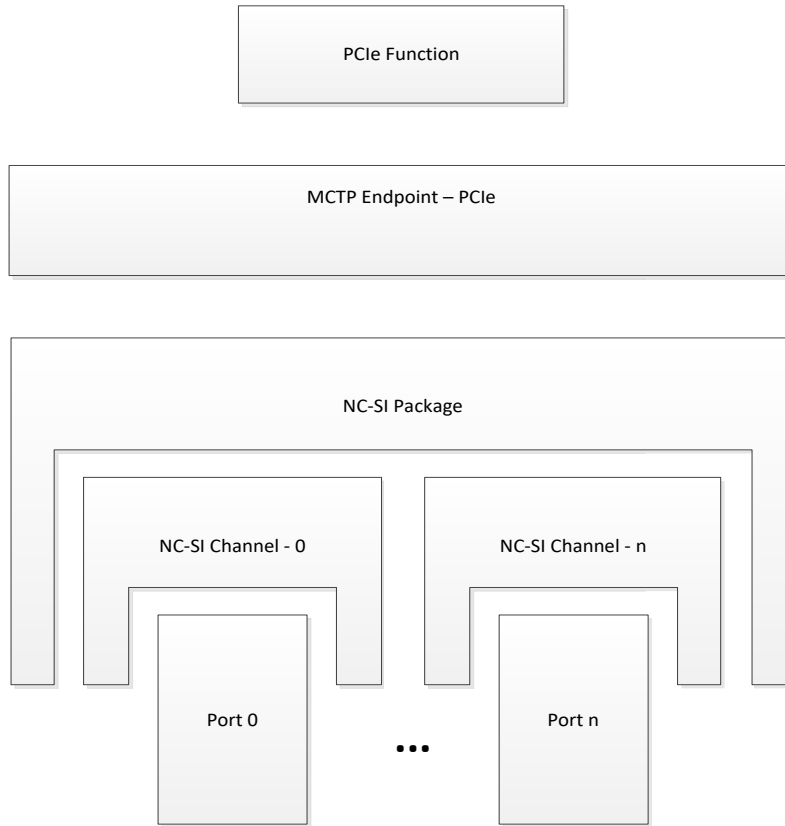 PCIe Function
MCTP Endpoint – PCIe
NC-SI Package
NC-SI Channel - 0
NC-SI Channel - n
Port 0
...
Port n